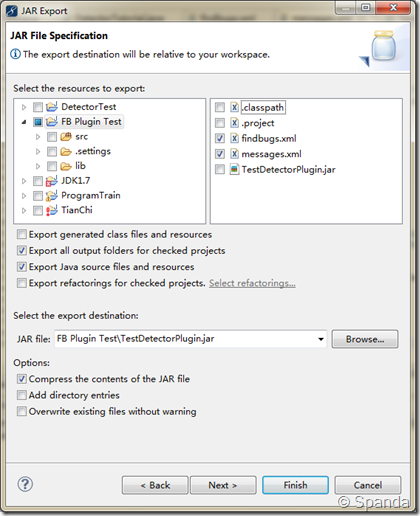 JAR Export
JAR File Specification
The export destination will be relative to your workspace.
Select the resources to export:
DetectorTest
FB Plugin Test
src
.settings
lib
JDK1.7
ProgramTrain
TianChi
.classpath
.project
findbugs.xml
messages.xml
TestDetectorPlugin.jar
Export generated class files and resources
Export all output folders for checked projects
Export Java source files and resources
Export refactorings for checked projects. Select refactorings...
Select the export destination:
JAR file: FB Plugin Test\TestDetectorPlugin.jar Browse...
Options:
Compress the contents of the JAR file
Add directory entries
Overwrite existing files without warning
? < Back Next > Finish Cancel
© Spanda